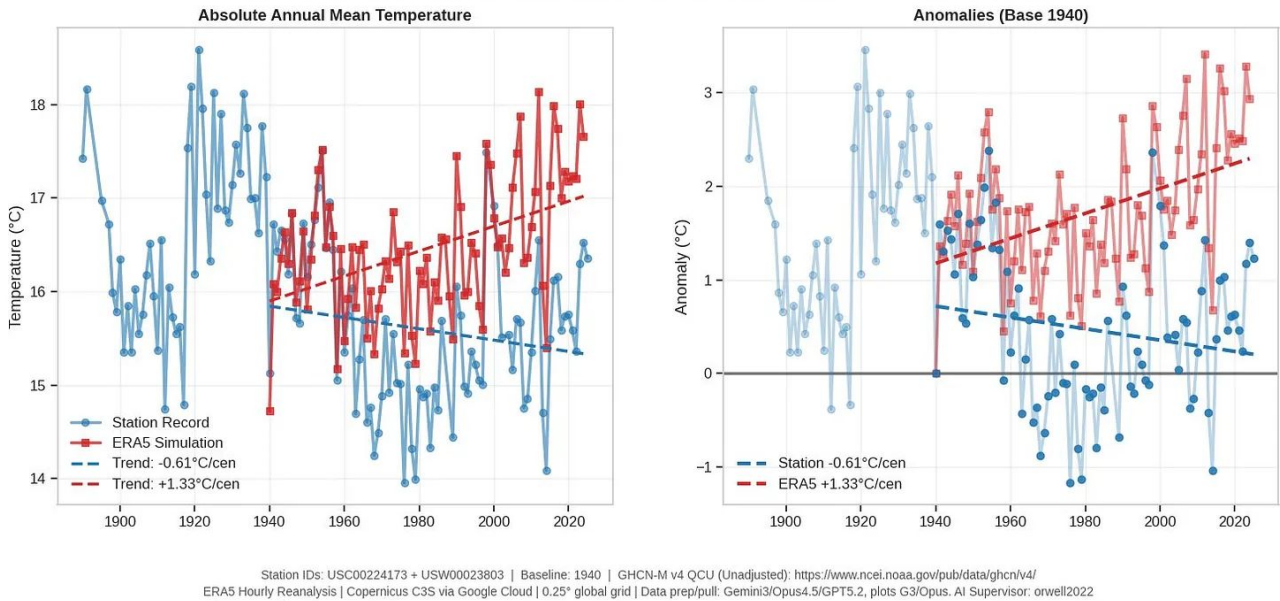 Absolute Annual Mean Temperature
Temperature (°C)
18
17
16
15
14
1900 1920 1940 1960 1980 2000 2020
Station Record
ERA5 Simulation
Trend: -0.61°C/cen
Trend: +1.33°C/cen
Anomalies (Base 1940)
Anomaly (°C)
3
2
1
0
−1
1900 1920 1940 1960 1980 2000 2020
Station -0.61°C/cen
ERA5 +1.33°C/cen
Station IDs: USC00224173 + USW00023803 | Baseline: 1940 | GHCN-M v4 QCU (Unadjusted): https://www.ncei.noaa.gov/pub/data/ghcn/v4/
ERA5 Hourly Reanalysis | Copernicus C3S via Google Cloud | 0.25° global grid | Data prep/pull: Gemini3/Opus4.5/GPT5.2, plots G3/Opus. AI Supervisor: orwell2022